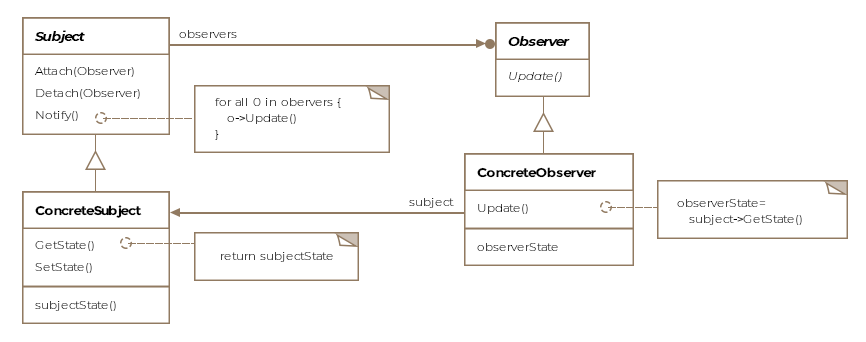 Subject
Attach(Observer)
Detach(Observer)
Notify()
observers
Observer
Update()
for all 0 in obervers {
o->Update()
}
ConcreteSubject
GetState()
SetState()
subjectState()
return subjectState
subject
ConcreteObserver
Update()
observerState
observerState=
subject->GetState()